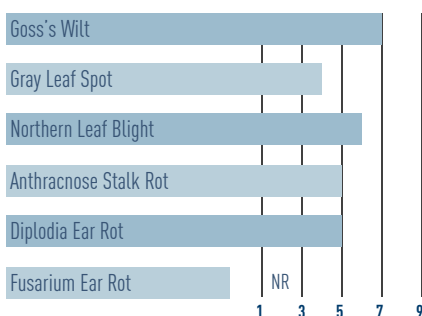 Goss's Wilt
Gray Leaf Spot
Northern Leaf Blight
Anthracnose Stalk Rot
Diplodia Ear Rot
Fusarium Ear Rot NR
1 3 5 7 9